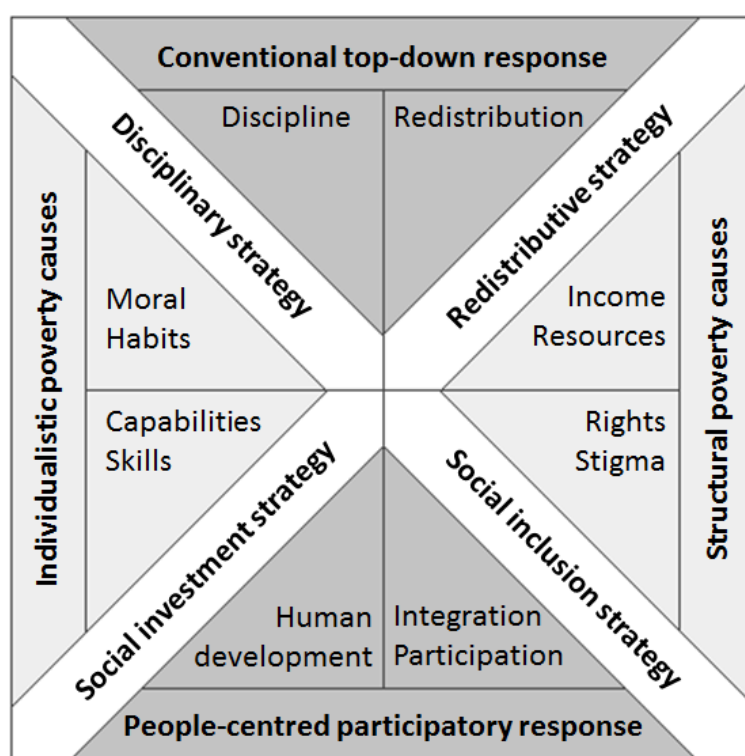 Conventional top-down response
Discipline
Redistribution
Disciplinary strategy
Redistributive strategy
Individualistic poverty causes
Moral
Habits
Capabilities
Skills
Income
Resources
Rights
Stigma
Structural poverty causes
Social investment strategy
Social inclusion strategy
Human
development
Integration
Participation
People-centred participatory response